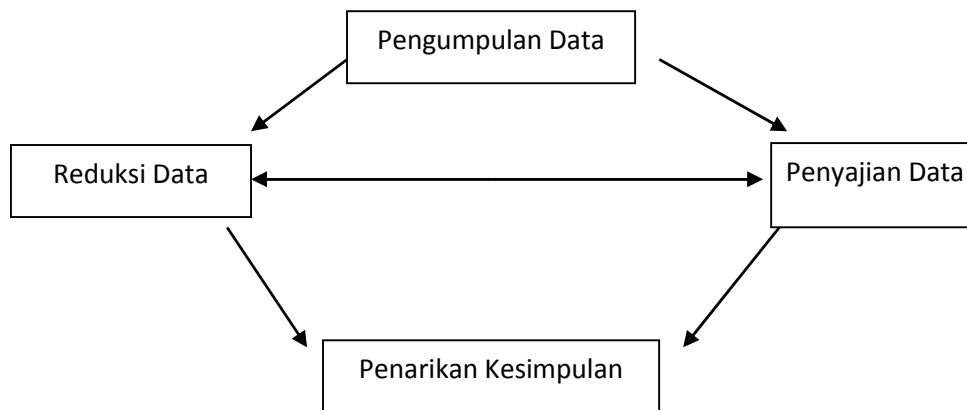 Pengumpulan Data
Reduksi Data
Penyajian Data
Penarikan Kesimpulan